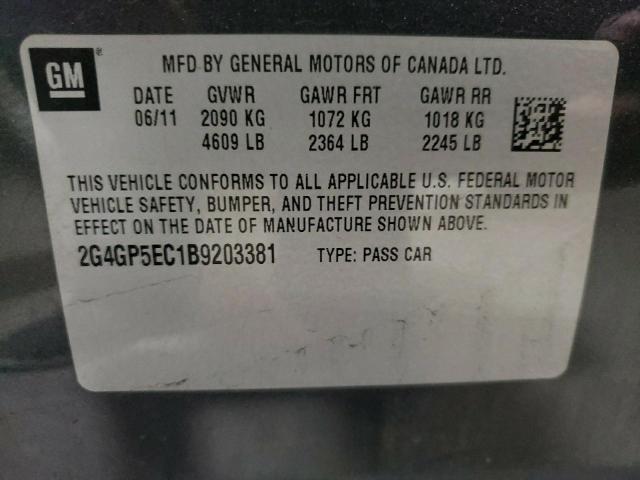 GM®
MFD BY GENERAL MOTORS OF CANADA LTD.
DATE GVWR GAWR FRT GAWR RR
06/11 2090 KG 1072 KG 1018 KG
4609 LB 2364 LB 2245 LB
THIS VEHICLE CONFORMS TO ALL APPLICABLE U.S. FEDERAL MOTOR
VEHICLE SAFETY, BUMPER, AND THEFT PREVENTION STANDARDS IN
EFFECT ON THE DATE OF MANUFACTURE SHOWN ABOVE.
2G4GP5EC1B9203381 TYPE: PASS CAR